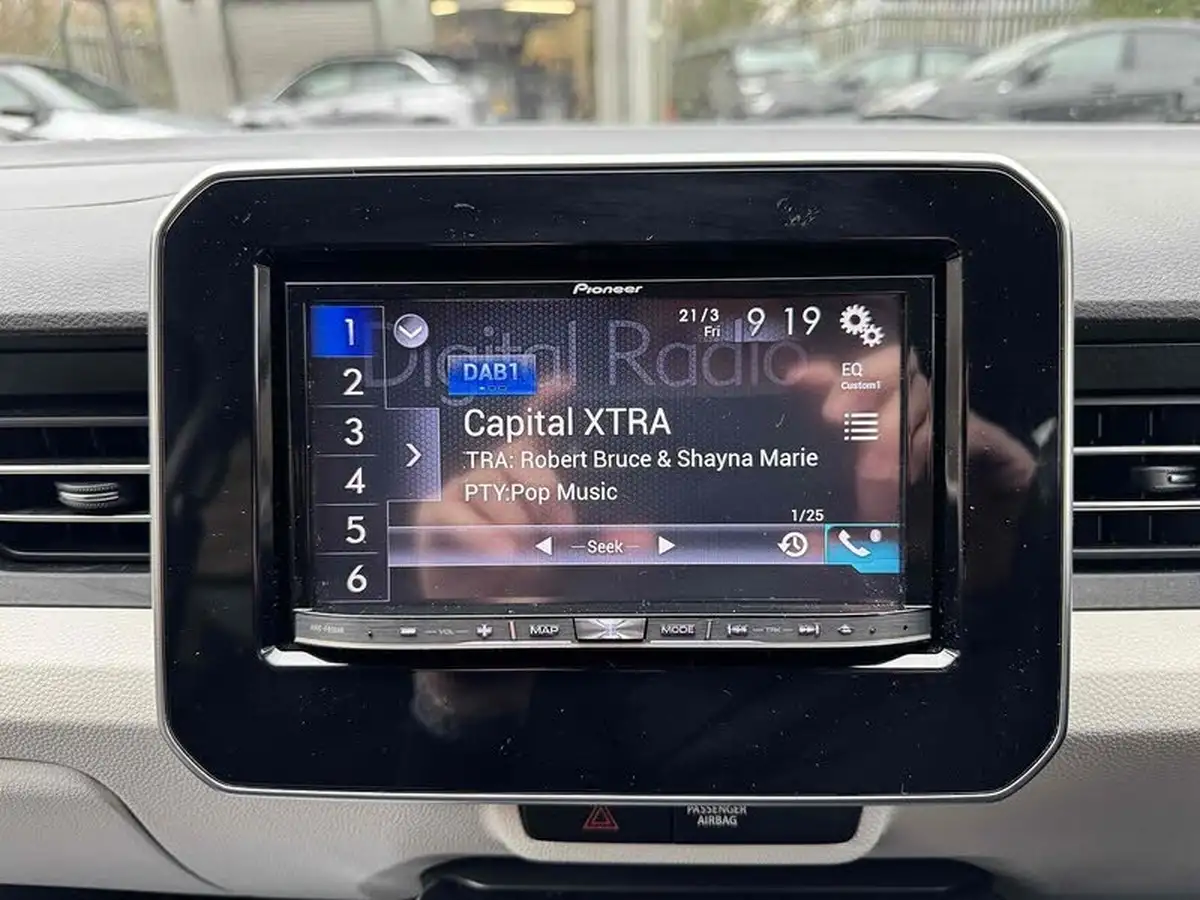 Pioneer
1
2
3
4
5
6
Digital Radio
21/3
Fri
9 19
DAB1
EQ
Custom1
Capital XTRA
TRA: Robert Bruce & Shayna Marie
PTY:Pop Music
1/25
Seek
VOL
MAP
MODE
TRK
PASSENGER
AIRBAG